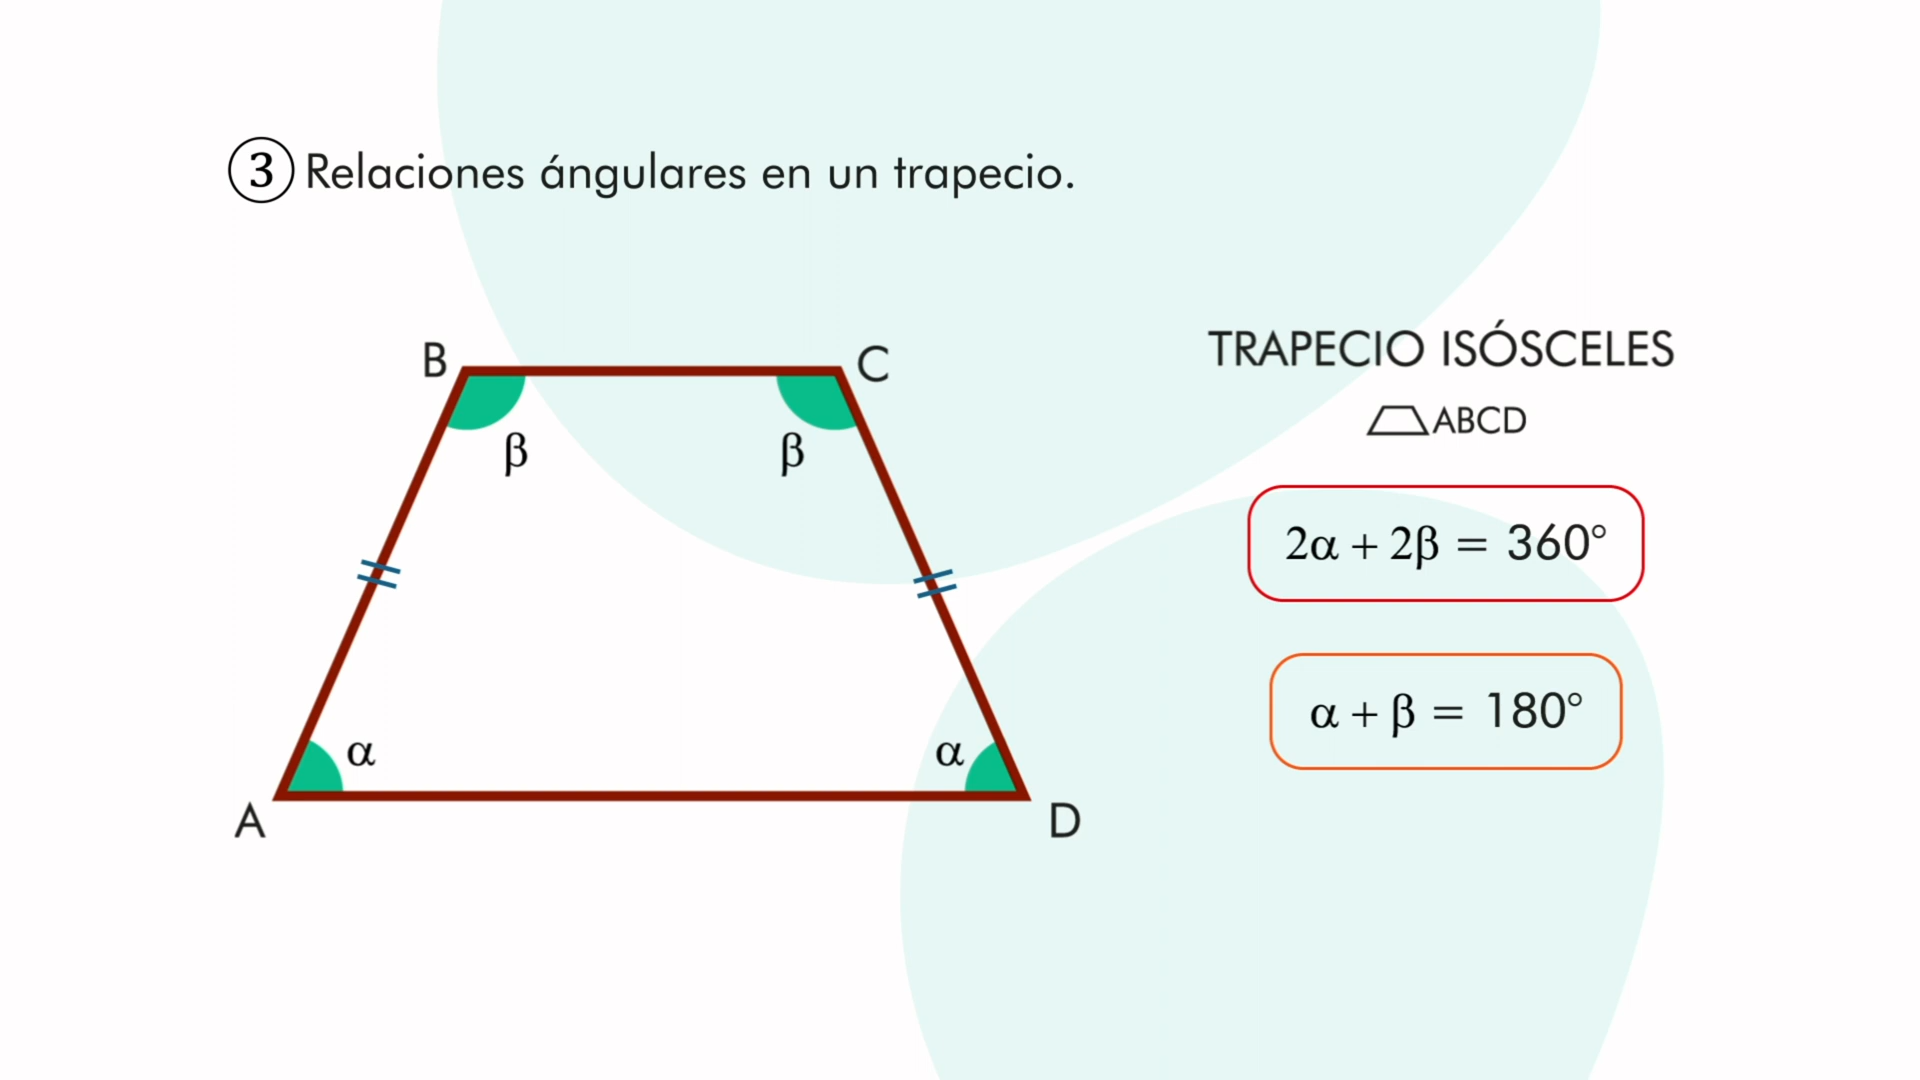 ③ Relaciones ángulares en un trapecio.
B
C
TRAPECIO ISÓSCELES
ABCD
β
β
2α + 2β = 360°
α + β = 180°
α
α
A
D